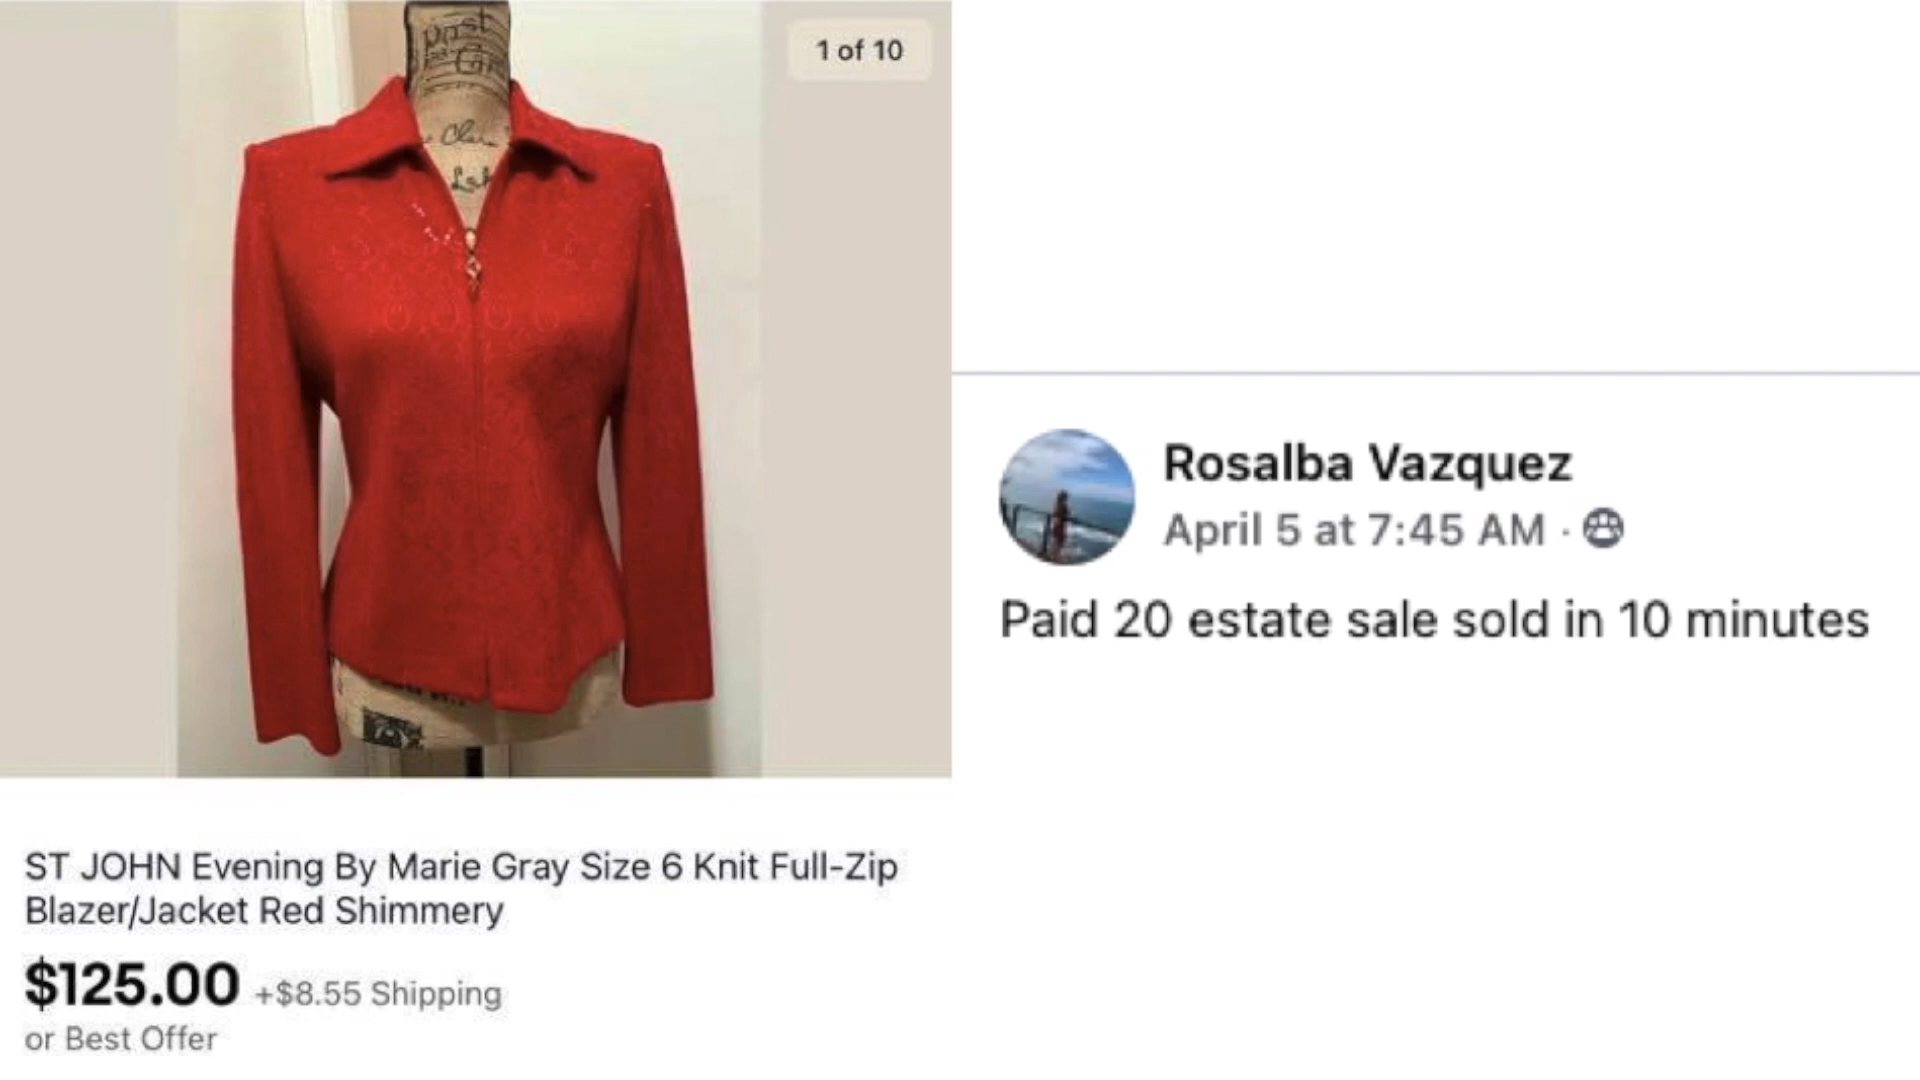 1 of 10
Post
Clara
ST JOHN Evening By Marie Gray Size 6 Knit Full-Zip
Blazer/Jacket Red Shimmery
$125.00 +$8.55 Shipping
or Best Offer
Rosalba Vazquez
April 5 at 7:45 AM ·
Paid 20 estate sale sold in 10 minutes